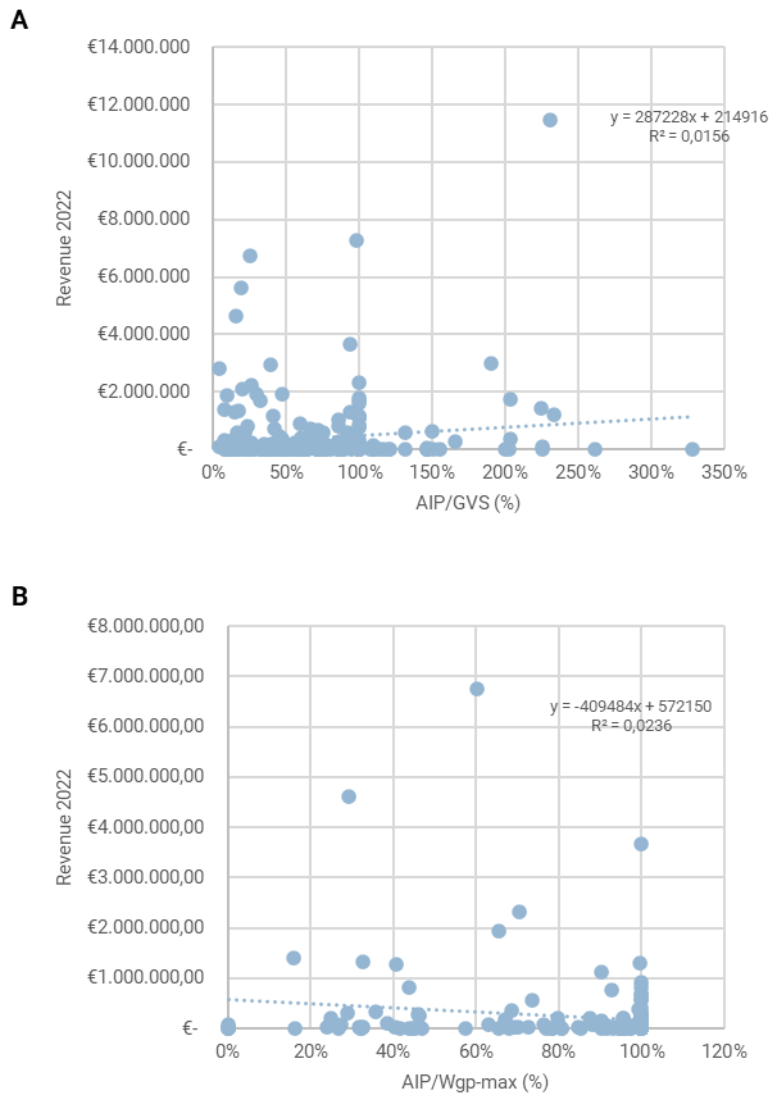 A
€14.000.000
€12.000.000
€10.000.000
€8.000.000
€6.000.000
€4.000.000
€2.000.000
€-
Revenue 2022
y = 287228x + 214916
R² = 0,0156
0% 50% 100% 150% 200% 250% 300% 350%
AIP/GVS (%)
B
€8.000.000,00
€7.000.000,00
€6.000.000,00
€5.000.000,00
€4.000.000,00
€3.000.000,00
€2.000.000,00
€1.000.000,00
€-
Revenue 2022
y = -409484x + 572150
R² = 0,0236
0% 20% 40% 60% 80% 100% 120%
AIP/Wgp-max (%)